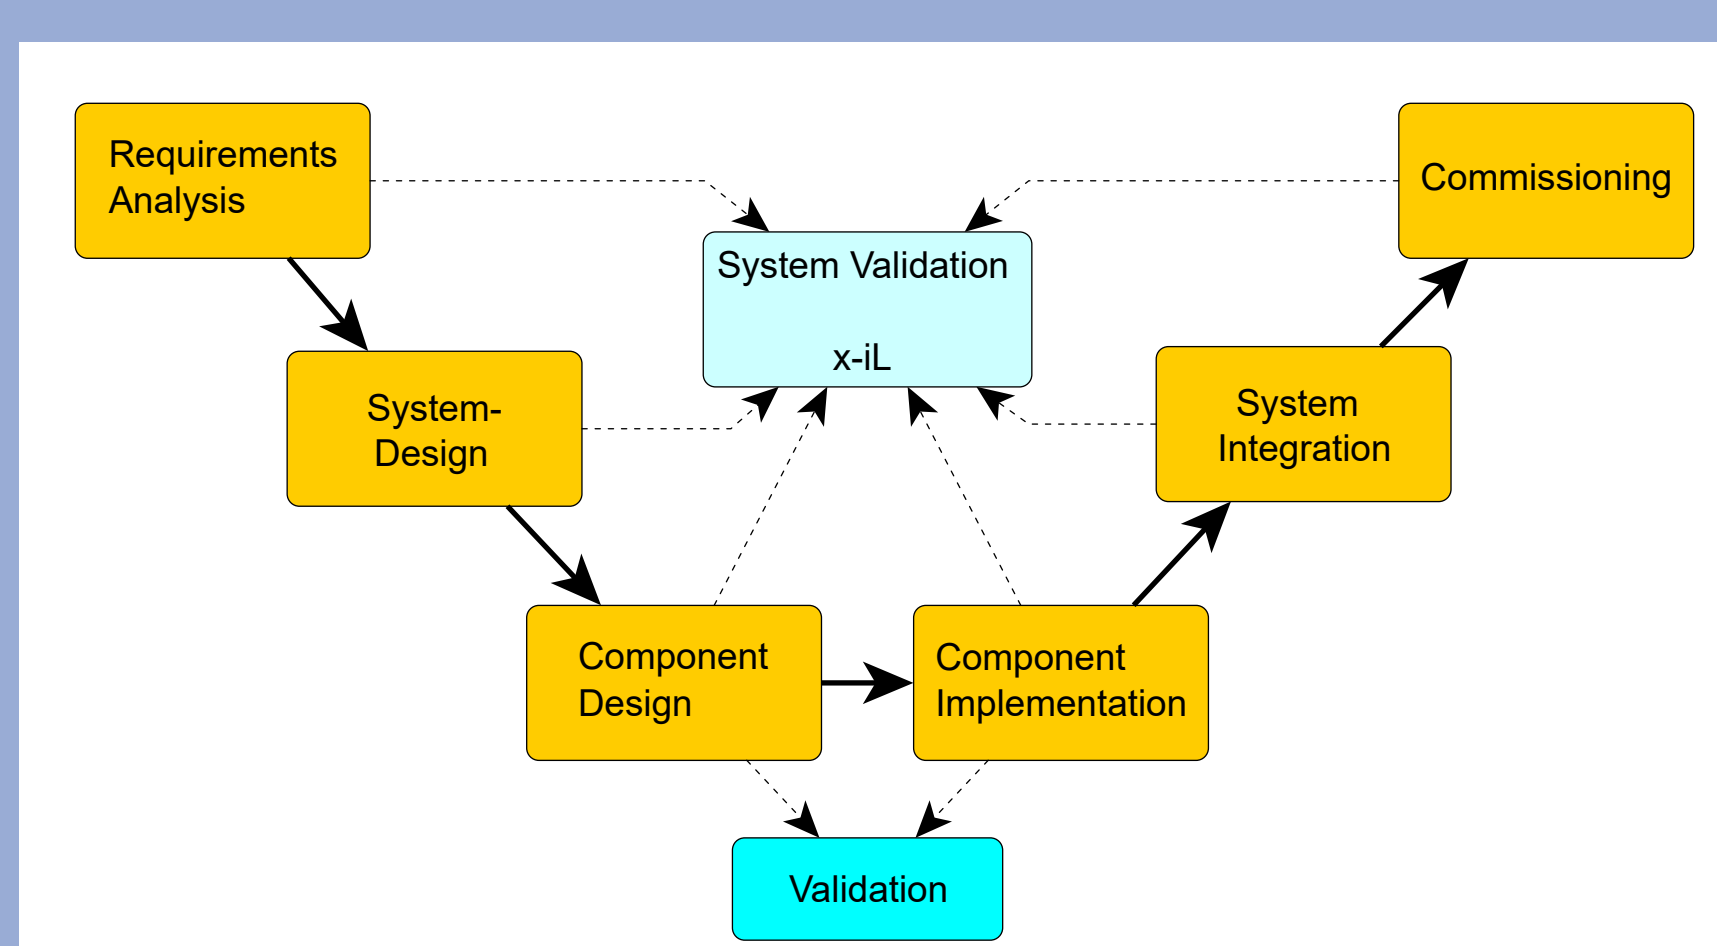 Requirements
Analysis
Commissioning
System Validation
x-iL
System-
Design
System
Integration
Component
Design
Component
Implementation
Validation